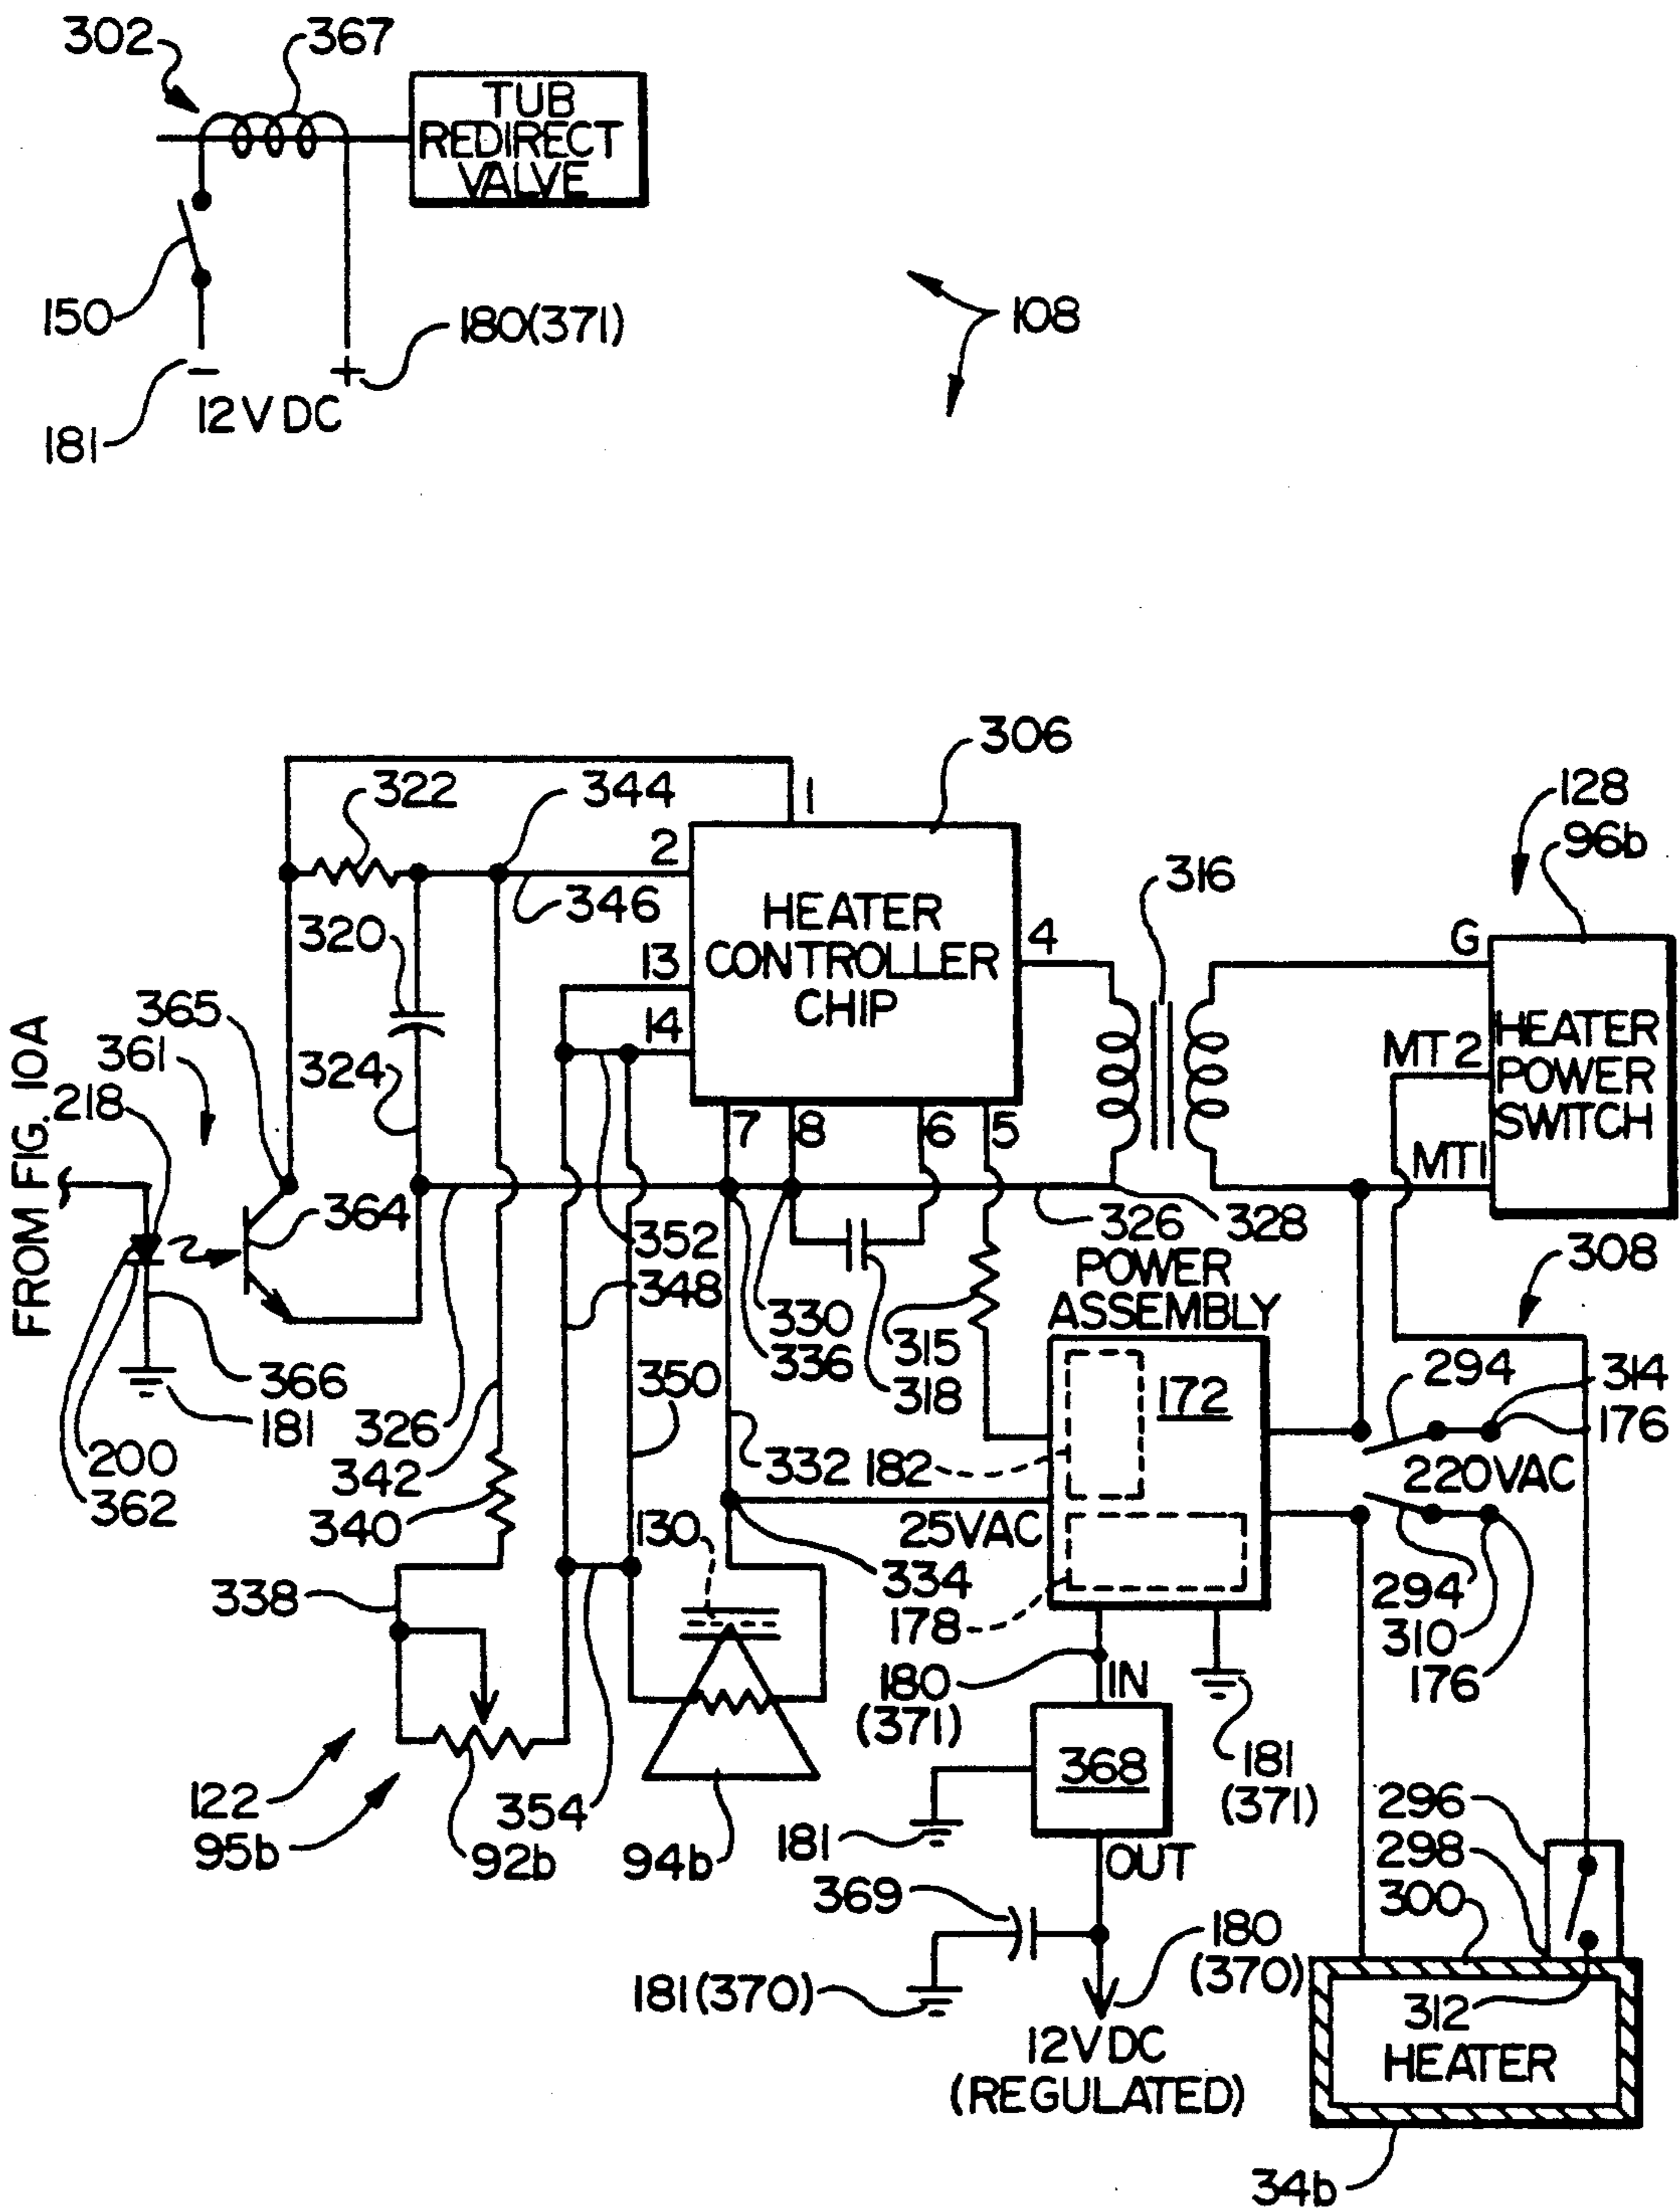 302
367
TUB
REDIRECT
VALVE
150
180(371)
108
181
12VDC
306
322
344
1
128
2
96b
346
316
320
HEATER
CONTROLLER
CHIP
4
G
13
365
14
HEATER
POWER
SWITCH
361
324
MT2
FROM FIG. 10A
218
7
8
6
5
MT1
364
352
326
328
308
348
POWER
ASSEMBLY
330
336
315
318
366
350
172
294
314
181
326
176
200
342
332
182
220VAC
362
340
130
25VAC
334
294
338
178
310
180
(371)
IN
176
368
181
(371)
122
354
296
95b
92b
94b
181
OUT
298
369
300
180
(370)
181(370)
312
12VDC
(REGULATED)
HEATER
34b